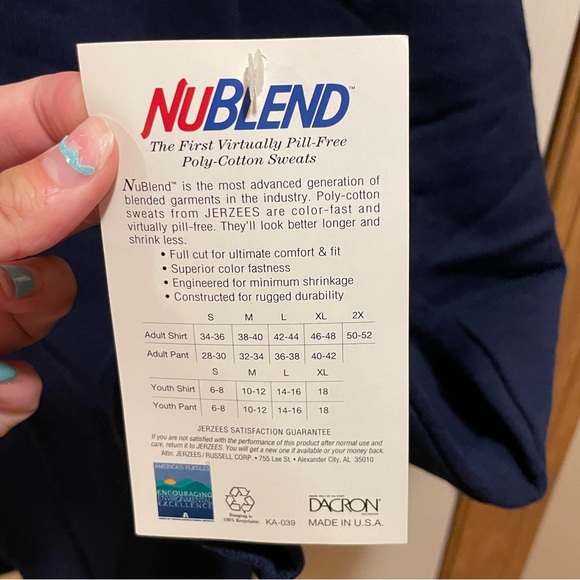 NUBLEND™
The First Virtually Pill-Free
Poly-Cotton Sweats
NuBlend™ is the most advanced generation of
blended garments in the industry. Poly-cotton
sweats from JERZEES are color-fast and
virtually pill-free. They'll look better longer and
shrink less.
• Full cut for ultimate comfort & fit
• Superior color fastness
• Engineered for minimum shrinkage
• Constructed for rugged durability
S M L XL 2X
Adult Shirt 34-36 38-40 42-44 46-48 50-52
Adult Pant 28-30 32-34 36-38 40-42
S M L XL
Youth Shirt 6-8 10-12 14-16 18
Youth Pant 6-8 10-12 14-16 18
JERZEES SATISFACTION GUARANTEE
If you are not satisfied with the performance of this product after normal use and
care, return it to JERZEES. You will get a new one if available or your money back.
Attn: JERZEES/RUSSELL CORP. • 755 Lee St. • Alexander City, AL 35010
AMERICA'S TEXTILES
ENCOURAGING
ENVIRONMENTAL
EXCELLENCE
Hangtag is
100% Recyclable
KA-039
DACRON
MADE IN U.S.A.